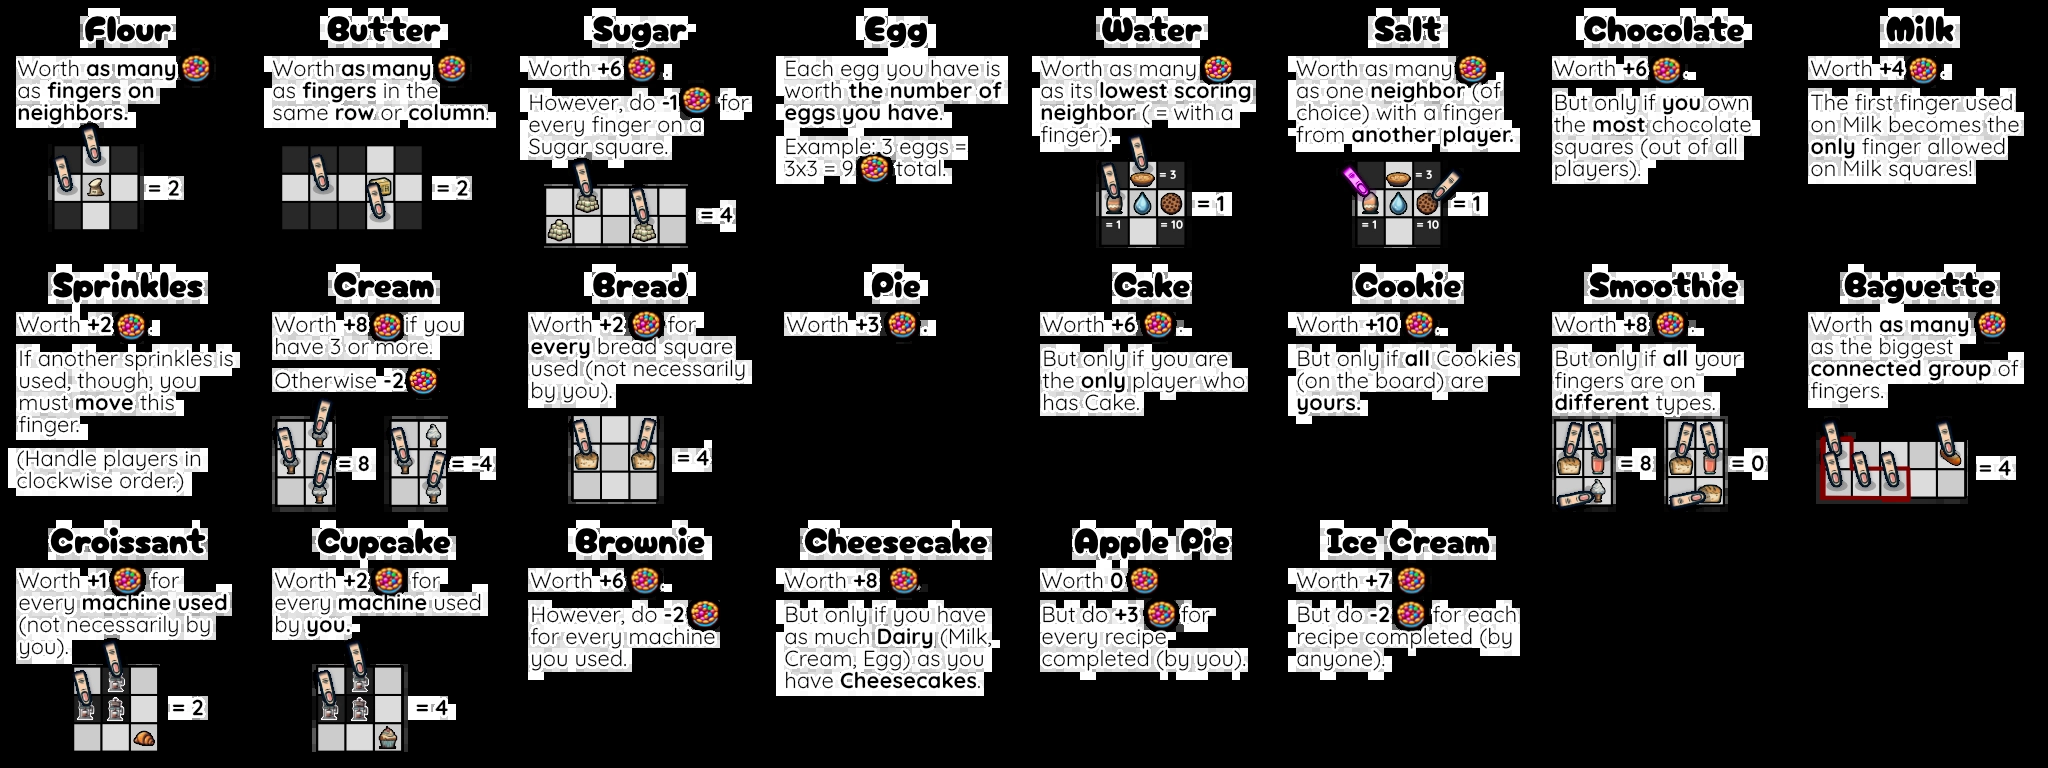 Flour
Worth as many
as fingers on
neighbors.
= 2
Butter
Worth as many
as fingers in the
same row or column.
= 2
Sugar
Worth +6 .
However, do -1 for
every finger on a
Sugar square.
= 4
Egg
Each egg you have is
worth the number of
eggs you have.
Example: 3 eggs =
3x3 = 9 total.
Water
Worth as many
as its lowest scoring
neighbor ( = with a
finger).
= 3
= 1
= 1
= 10
Salt
Worth as many
as one neighbor (of
choice) with a finger
from another player.
= 3
= 1
= 1
= 10
Chocolate
Worth +6 .
But only if you own
the most chocolate
squares (out of all
players).
Milk
Worth +4 .
The first finger used
on Milk becomes the
only finger allowed
on Milk squares!
Sprinkles
Worth +2 .
If another sprinkles is
used, though, you
must move this
finger.
(Handle players in
clockwise order.)
Cream
Worth +8 if you
have 3 or more.
Otherwise -2
= 8
= -4
Bread
Worth +2 for
every bread square
used (not necessarily
by you).
= 4
Pie
Worth +3 .
Cake
Worth +6 .
But only if you are
the only player who
has Cake.
Cookie
Worth +10 .
But only if all Cookies
(on the board) are
yours.
Smoothie
Worth +8 .
But only if all your
fingers are on
different types.
= 8
= 0
Baguette
Worth as many
as the biggest
connected group of
fingers.
= 4
Croissant
Worth +1 for
every machine used
(not necessarily by
you).
= 2
Cupcake
Worth +2 for
every machine used
by you.
= 4
Brownie
Worth +6 .
However, do -2
for every machine
you used.
Cheesecake
Worth +8 .
But only if you have
as much Dairy (Milk,
Cream, Egg) as you
have Cheesecakes.
Apple Pie
Worth 0
But do +3 for
every recipe
completed (by you).
Ice Cream
Worth +7
But do -2 for each
recipe completed (by
anyone).